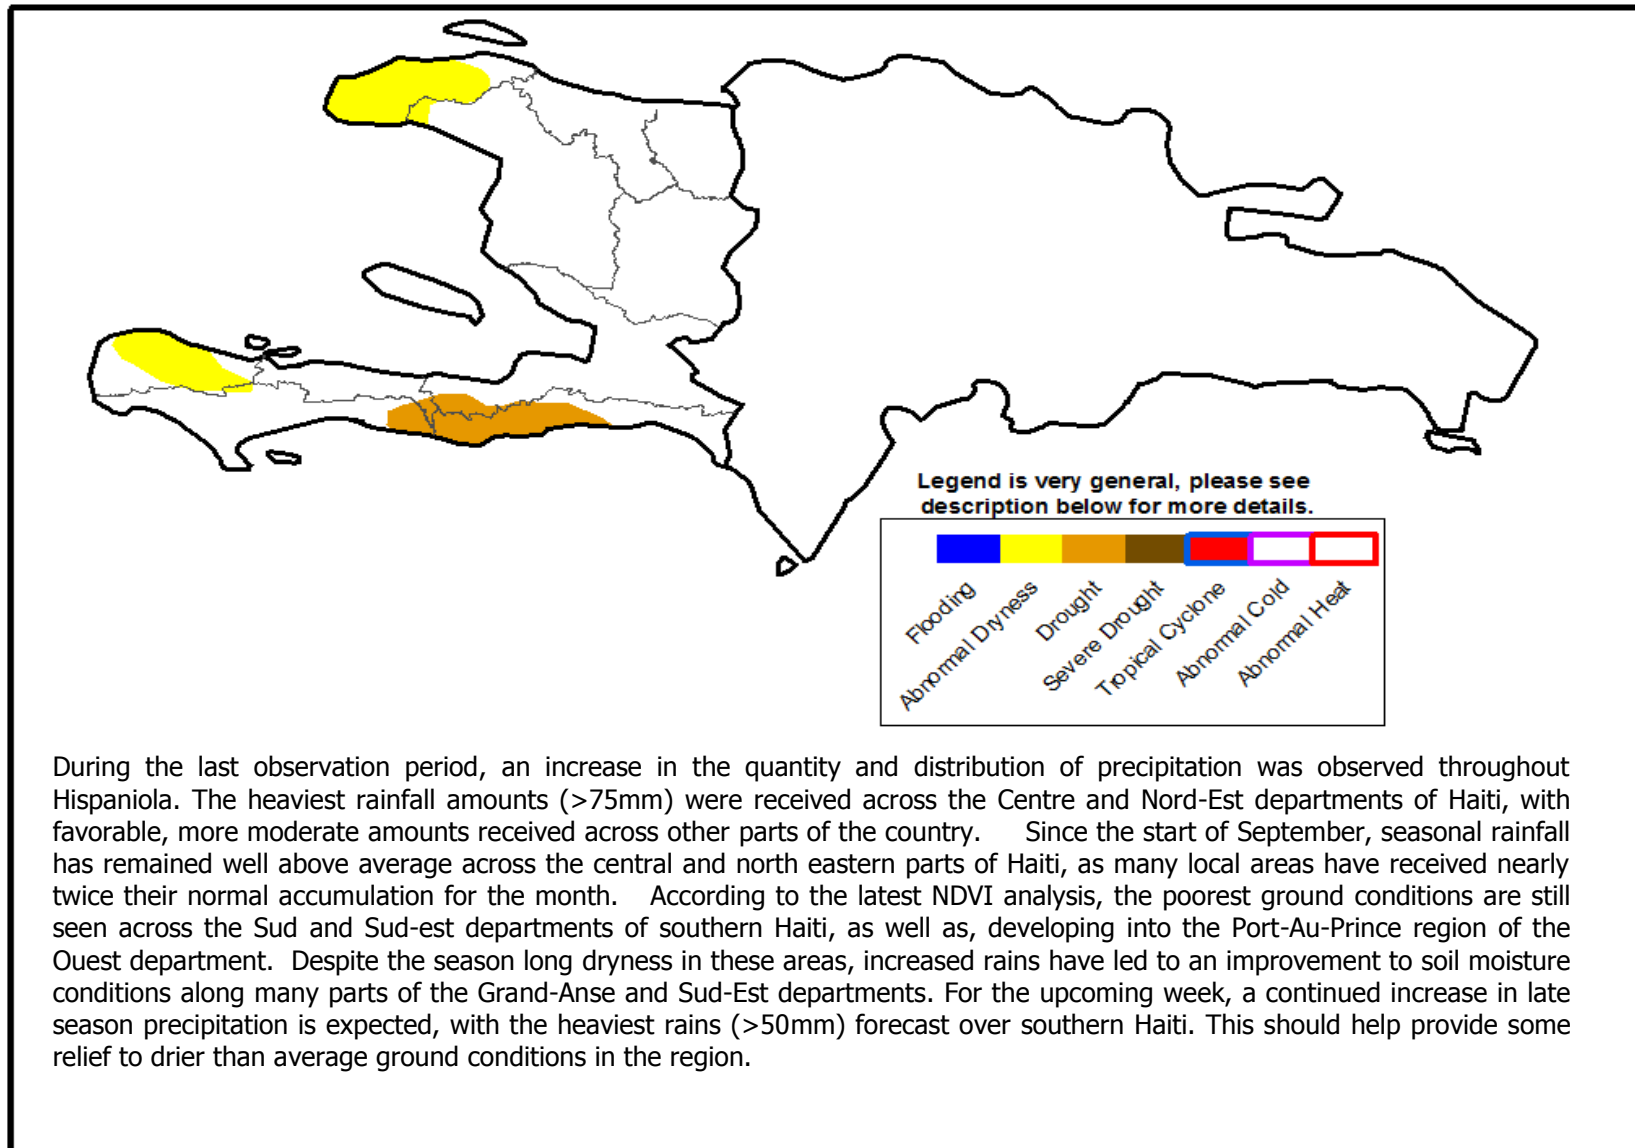 Legend is very general, please see
description below for more details.
Flooding
Abnormal Dryness
Drought
Severe Drought
Tropical Cyclone
Abnormal Cold
Abnormal Heat
During the last observation period, an increase in the quantity and distribution of precipitation was observed throughout
Hispaniola. The heaviest rainfall amounts (>75mm) were received across the Centre and Nord-Est departments of Haiti, with
favorable, more moderate amounts received across other parts of the country. Since the start of September, seasonal rainfall
has remained well above average across the central and north eastern parts of Haiti, as many local areas have received nearly
twice their normal accumulation for the month. According to the latest NDVI analysis, the poorest ground conditions are still
seen across the Sud and Sud-est departments of southern Haiti, as well as, developing into the Port-Au-Prince region of the
Ouest department. Despite the season long dryness in these areas, increased rains have led to an improvement to soil moisture
conditions along many parts of the Grand-Anse and Sud-Est departments. For the upcoming week, a continued increase in late
season precipitation is expected, with the heaviest rains (>50mm) forecast over southern Haiti. This should help provide some
relief to drier than average ground conditions in the region.